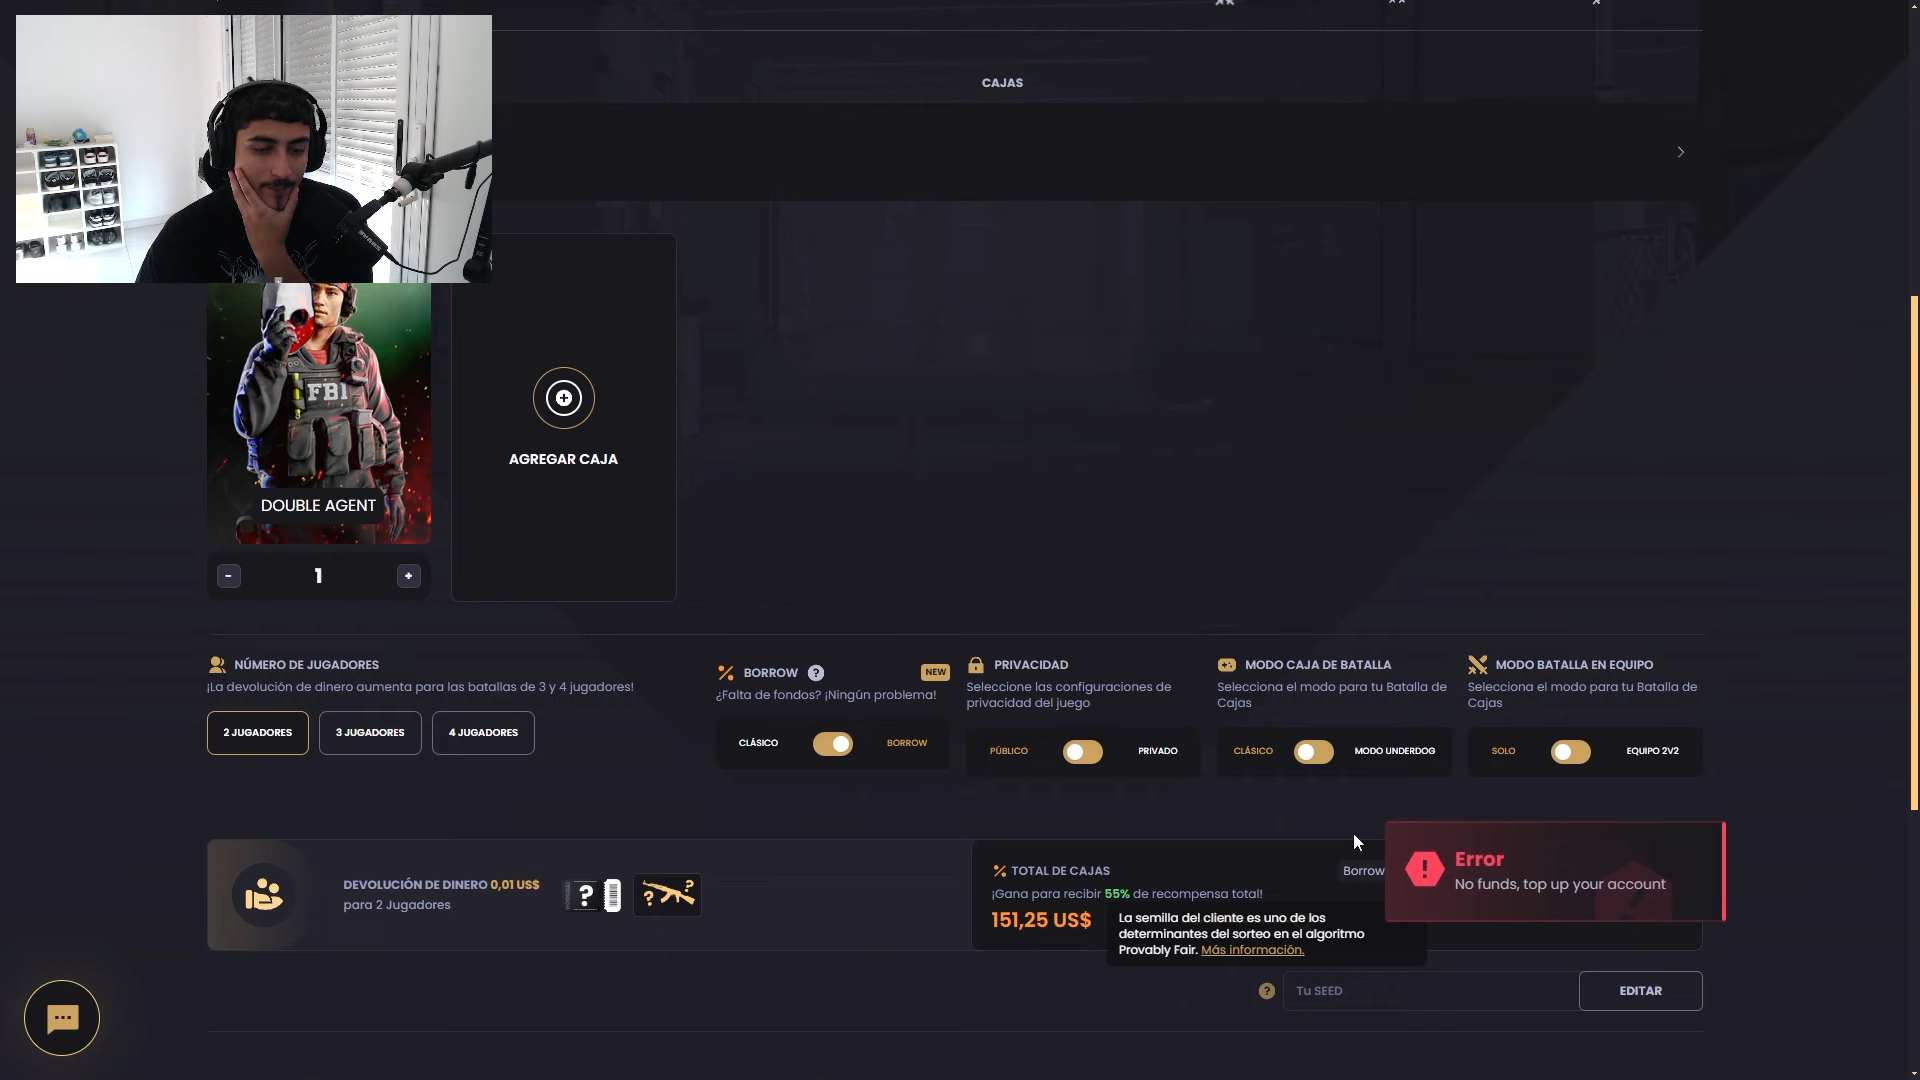 CAJAS
FBI
DOUBLE AGENT
- 1 +
AGREGAR CAJA
NÚMERO DE JUGADORES
¡La devolución de dinero aumenta para las batallas de 3 y 4 jugadores!
2 JUGADORES
3 JUGADORES
4 JUGADORES
BORROW ? NEW
¿Falta de fondos? ¡Ningún problema!
CLÁSICO
BORROW
PRIVACIDAD
Seleccione las configuraciones de
privacidad del juego
PÚBLICO
PRIVADO
MODO CAJA DE BATALLA
Selecciona el modo para tu Batalla de
Cajas
CLÁSICO
MODO UNDERDOG
MODO BATALLA EN EQUIPO
Selecciona el modo para tu Batalla de
Cajas
SOLO
EQUIPO 2V2
DEVOLUCIÓN DE DINERO 0,01 US$
para 2 Jugadores
?
? ?
TOTAL DE CAJAS
Borrow
¡Gana para recibir 55% de recompensa total!
151,25 US$
La semilla del cliente es uno de los
determinantes del sorteo en el algoritmo
Provably Fair. Más información.
Error
No funds, top up your account
?
Tu SEED
EDITAR